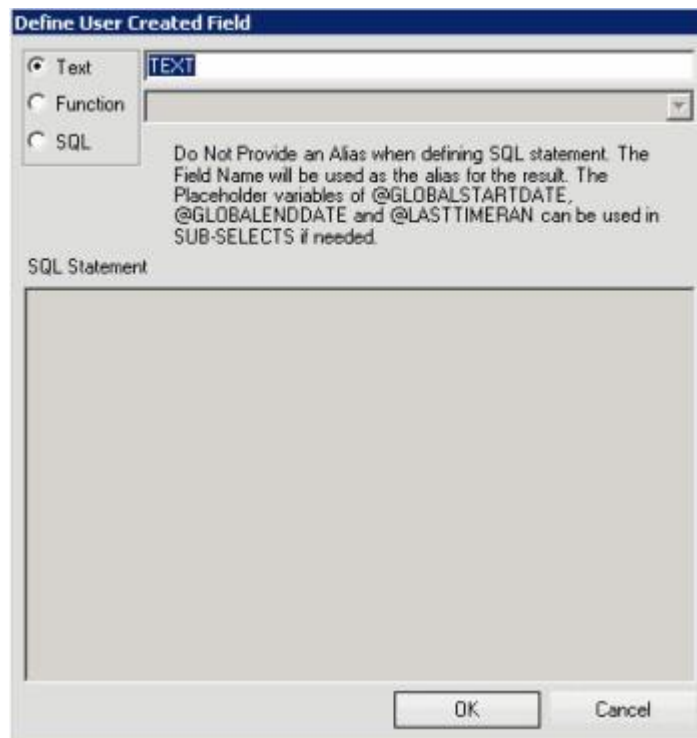 Define User Created Field
Text
TEXT
Function
SQL
Do Not Provide an Alias when defining SQL statement. The
Field Name will be used as the alias for the result. The
Placeholder variables of @GLOBALSTARTDATE,
@GLOBALENDDATE and @LASTTIMERAN can be used in
SUB-SELECTS if needed.
SQL Statement
OK
Cancel